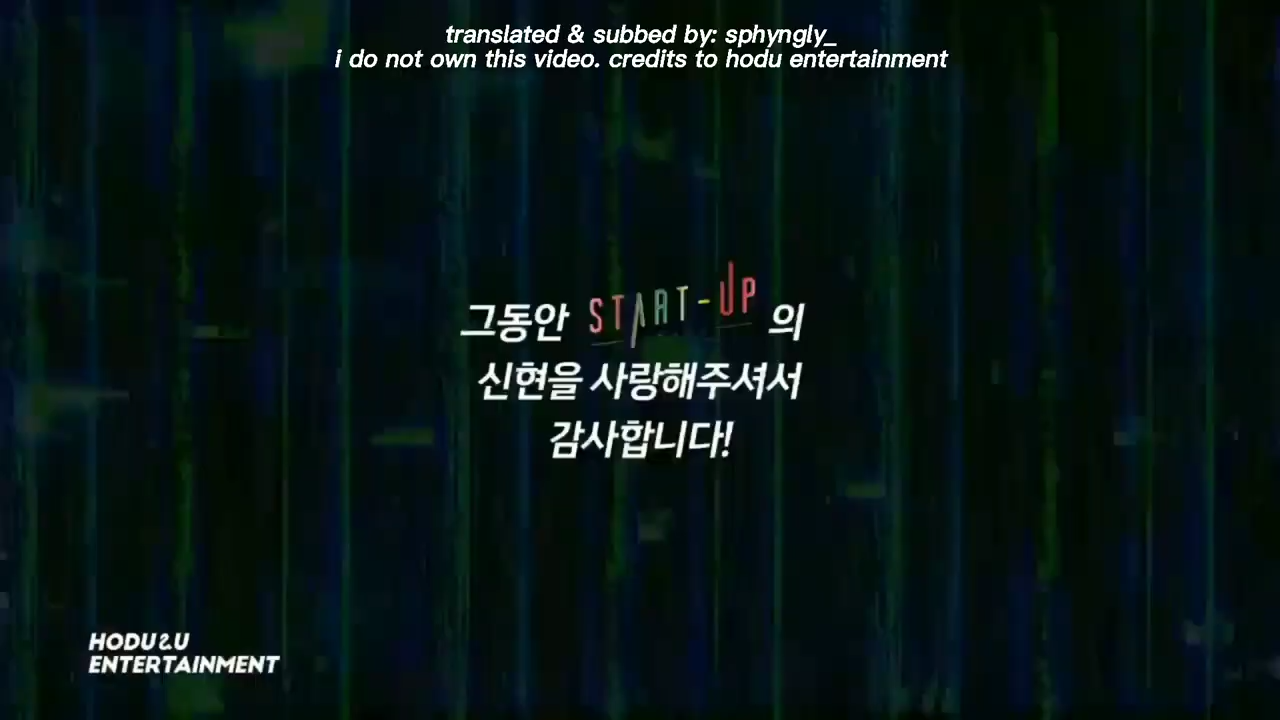 translated & subbed by: sphyngly_
i do not own this video. credits to hodu entertainment
그동안 START-UP 의
신현을 사랑해주셔서
감사합니다!
HODU&U
ENTERTAINMENT